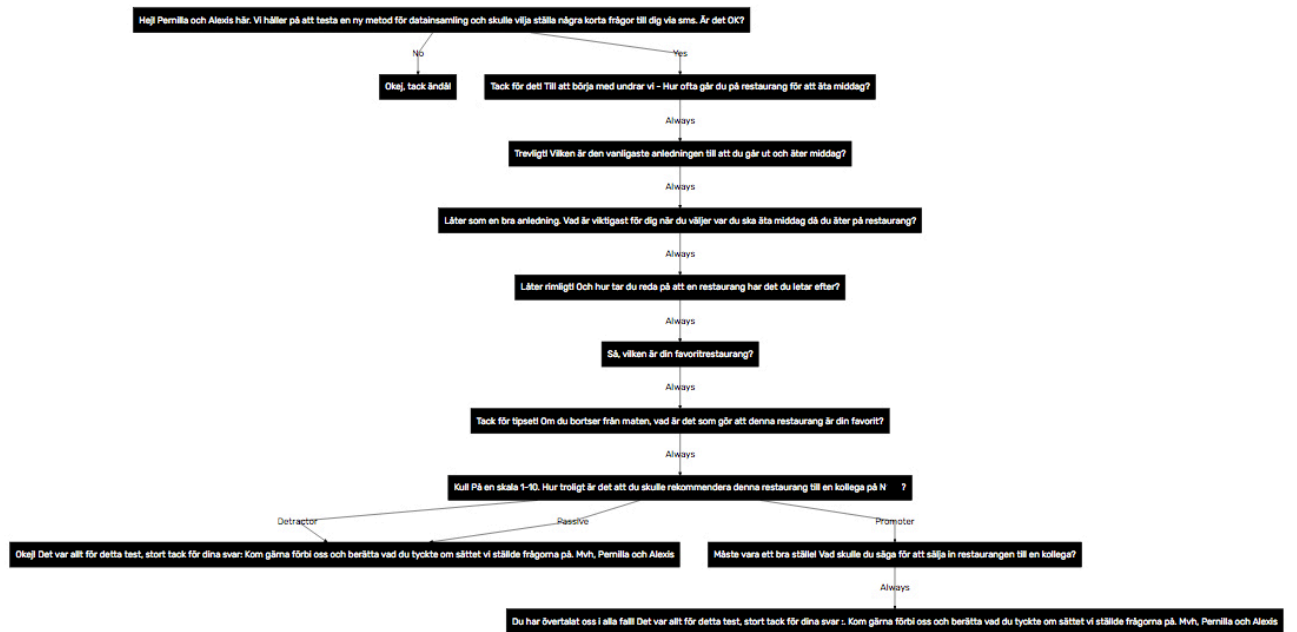 Hej! Pernilla och Alexis här. Vi håller på att testa en ny metod för datainsamling och skulle vilja ställa några korta frågor till dig via sms. Är det OK?
No
Yes
Okej, tack ändå!
Tack för det! Till att börja med undrar vi - Hur ofta går du på restaurang för att äta middag?
Always
Trevligt! Vilken är den vanligaste anledningen till att du går ut och äter middag?
Always
Låter som en bra anledning. Vad är viktigast för dig när du väljer var du ska äta middag då du äter på restaurang?
Always
Låter rimligt! Och hur tar du reda på att en restaurang har det du letar efter?
Always
Så, vilken är din favoritrestaurang?
Always
Tack för tipset! Om du bortser från maten, vad är det som gör att denna restaurang är din favorit?
Always
Kul! På en skala 1-10. Hur troligt är det att du skulle rekommendera denna restaurang till en kollega på N ?
Detractor
Passive
Promoter
Okej! Det var allt för detta test, stort tack för dina svar: Kom gärna förbi oss och berätta vad du tyckte om sättet vi ställde frågorna på. Mvh, Pernilla och Alexis
Måste vara ett bra ställe! Vad skulle du säga för att sälja in restaurangen till en kollega?
Always
Du har övertalat oss i alla fall! Det var allt för detta test, stort tack för dina svar :. Kom gärna förbi oss och berätta vad du tyckte om sättet vi ställde frågorna på. Mvh, Pernilla och Alexis